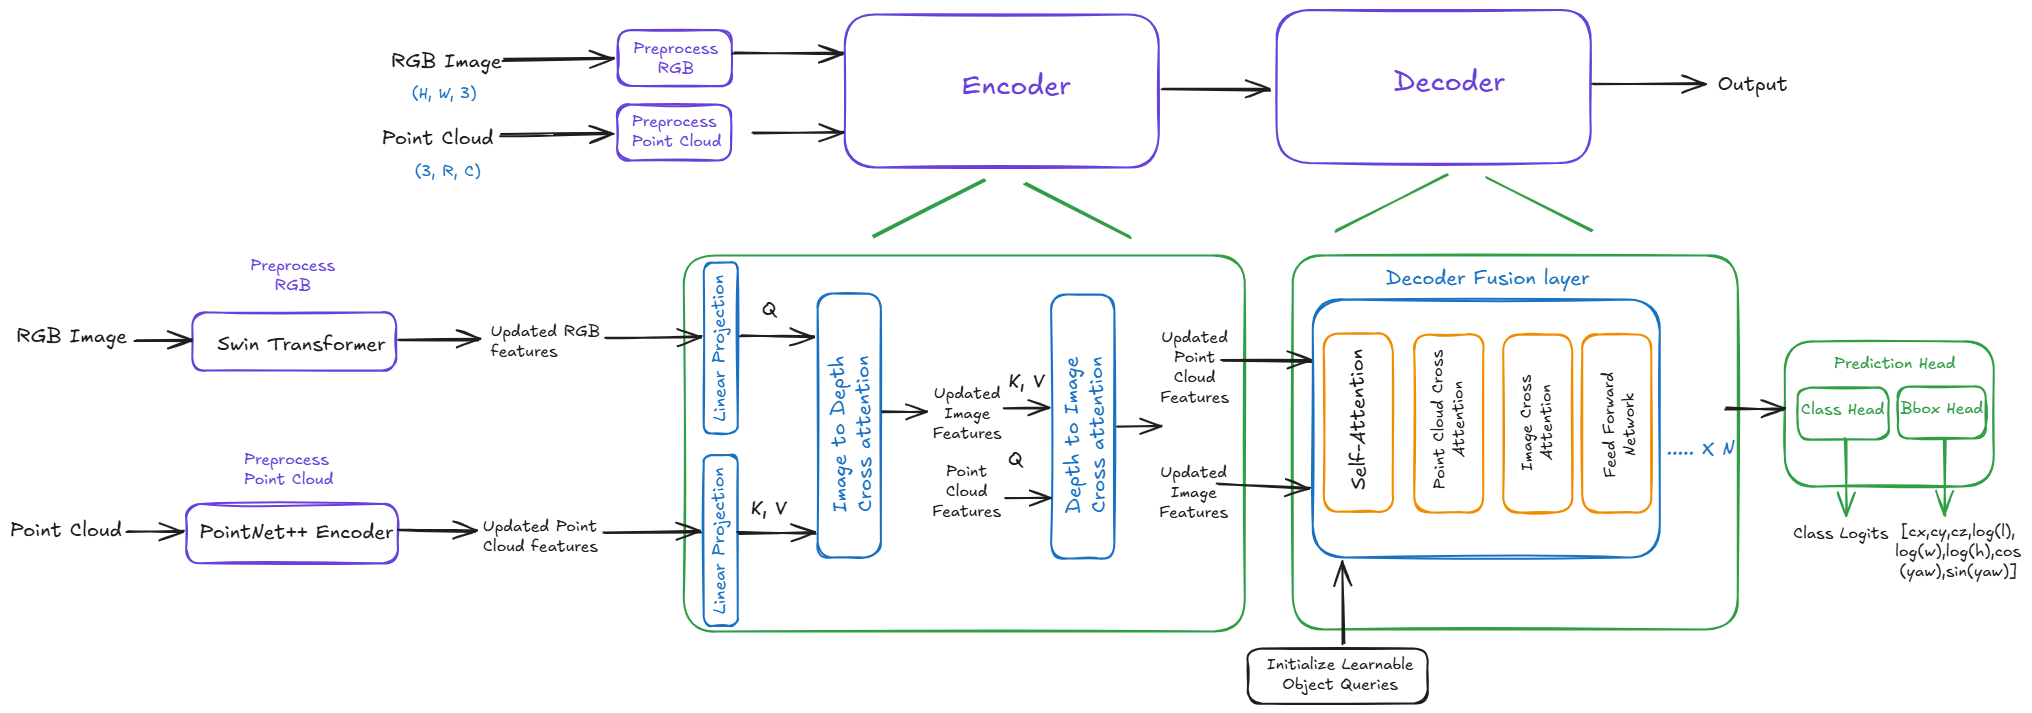 RGB Image
(H, W, 3)
Point Cloud
(3, R, C)
Preprocess
RGB
Preprocess
Point Cloud
Encoder
Decoder
Output
Preprocess
RGB
RGB Image
Swin Transformer
Updated RGB
features
Preprocess
Point Cloud
Point Cloud
PointNet++ Encoder
Updated Point
Cloud features
Linear Projection
Linear Projection
Q
K, V
Image to Depth
Cross attention
Updated
Image
Features
K, V
Point
Cloud
Features
Q
Depth to Image
Cross attention
Updated
Point
Cloud
Features
Updated
Image
Features
Decoder Fusion layer
Self-Attention
Point Cloud Cross
Attention
Image Cross
Attention
Feed Forward
Network
..... X N
Initialize Learnable
Object Queries
Prediction Head
Class Head
Bbox Head
Class Logits
[cx,cy,cz,log(l),
log(w),log(h),cos
(yaw),sin(yaw)]